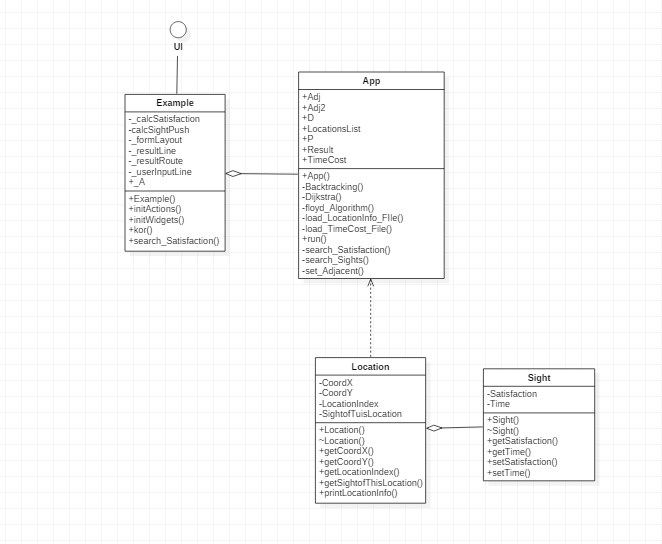 UI
Example
-_calcSatisfaction
-calcSightPush
-_formLayout
-_resultLine
-_resultRoute
-_userInputLine
+_A
+Example()
+initActions()
+initWidgets()
+kor()
+search_Satisfaction()
App
+Adj
+Adj2
+D
+LocationsList
+P
+Result
+TimeCost
+App()
-Backtracking()
-Dijkstra()
-floyd_Algorithm()
-load_LocationInfo_FIle()
-load_TimeCost_File()
+run()
-search_Satisfaction()
-search_Sights()
-set_Adjacent()
Location
-CoordX
-CoordY
-LocationIndex
-SightofTuisLocation
+Location()
~Location()
+getCoordX()
+getCoordY()
+getLocationIndex()
+getSightofThisLocation()
+printLocationInfo()
Sight
-Satisfaction
-Time
+Sight()
~Sight()
+getSatisfaction()
+getTime()
+setSatisfaction()
+setTime()